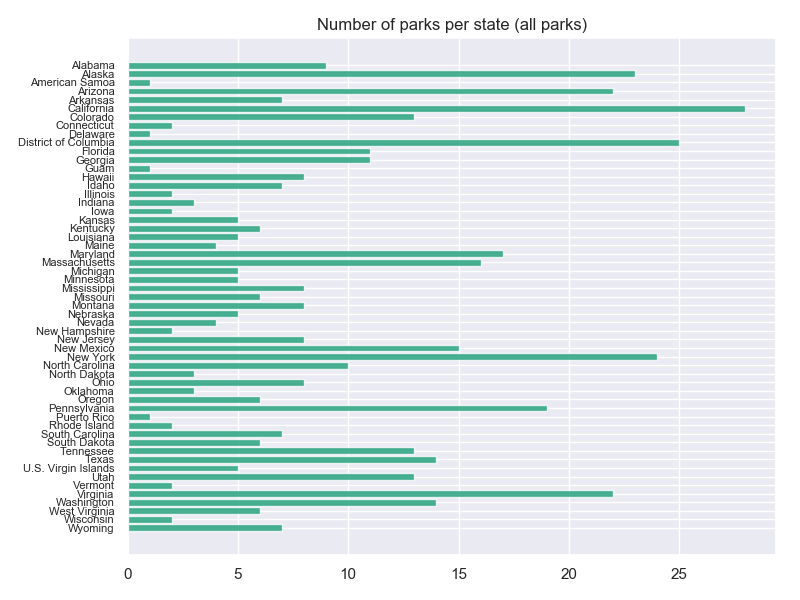 Number of parks per state (all parks)
Alabama
Alaska
American Samoa
Arizona
Arkansas
California
Colorado
Connecticut
Delaware
District of Columbia
Florida
Georgia
Guam
Hawaii
Idaho
Illinois
Indiana
Iowa
Kansas
Kentucky
Louisiana
Maine
Maryland
Massachusetts
Michigan
Minnesota
Mississippi
Missouri
Montana
Nebraska
Nevada
New Hampshire
New Jersey
New Mexico
New York
North Carolina
North Dakota
Ohio
Oklahoma
Oregon
Pennsylvania
Puerto Rico
Rhode Island
South Carolina
South Dakota
Tennessee
Texas
U.S. Virgin Islands
Utah
Vermont
Virginia
Washington
West Virginia
Wisconsin
Wyoming
0 5 10 15 20 25